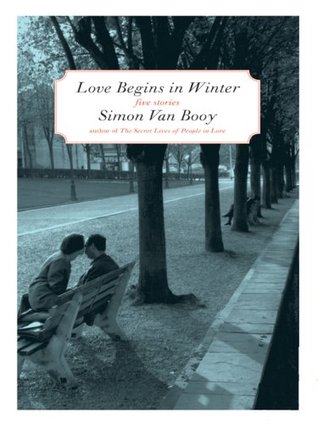 Love Begins in Winter
five stories
Simon Van Booy
author of The Secret Lives of People in Love